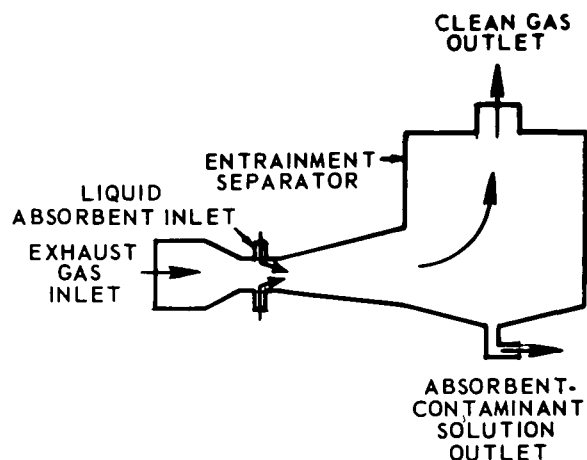 CLEAN GAS
OUTLET
ENTRAINMENT
SEPARATOR
LIQUID
ABSORBENT INLET
EXHAUST
GAS
INLET
ABSORBENT-
CONTAMINANT
SOLUTION
OUTLET